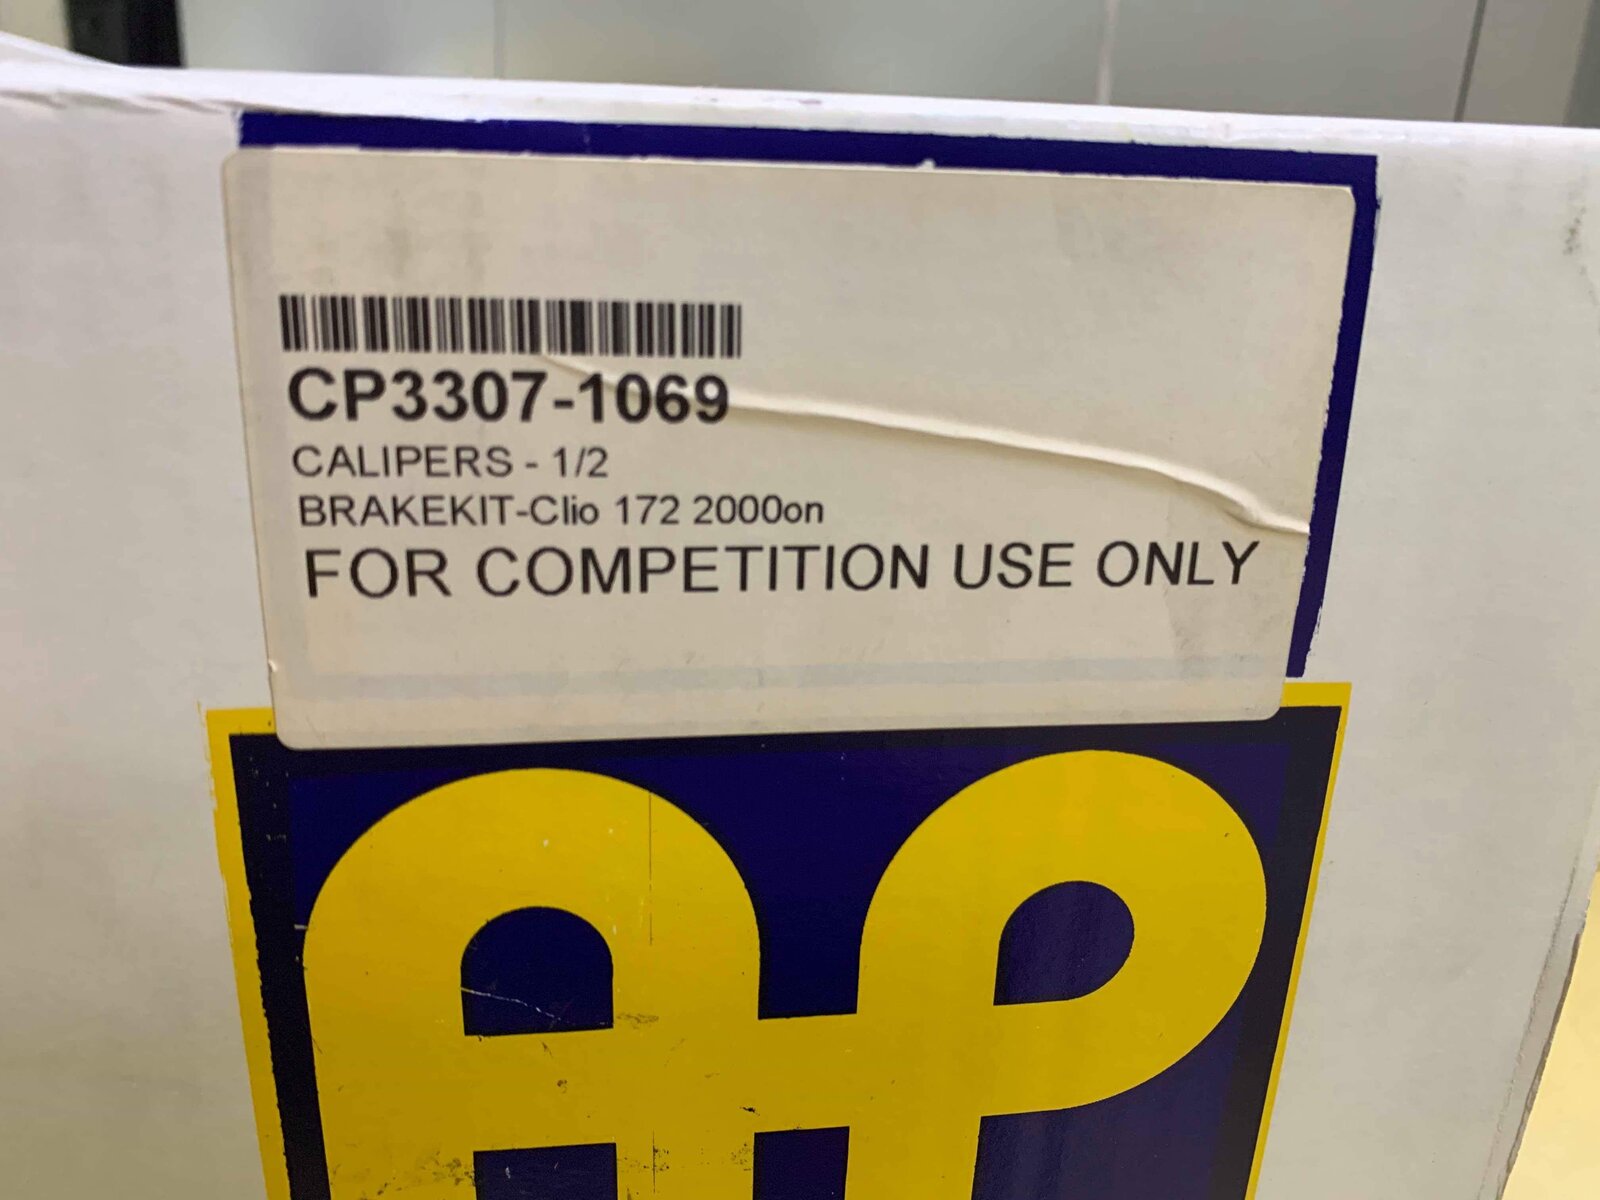 CP3307-1069
CALIPERS - 1/2
BRAKEKIT-Clio 172 2000on
FOR COMPETITION USE ONLY
AP